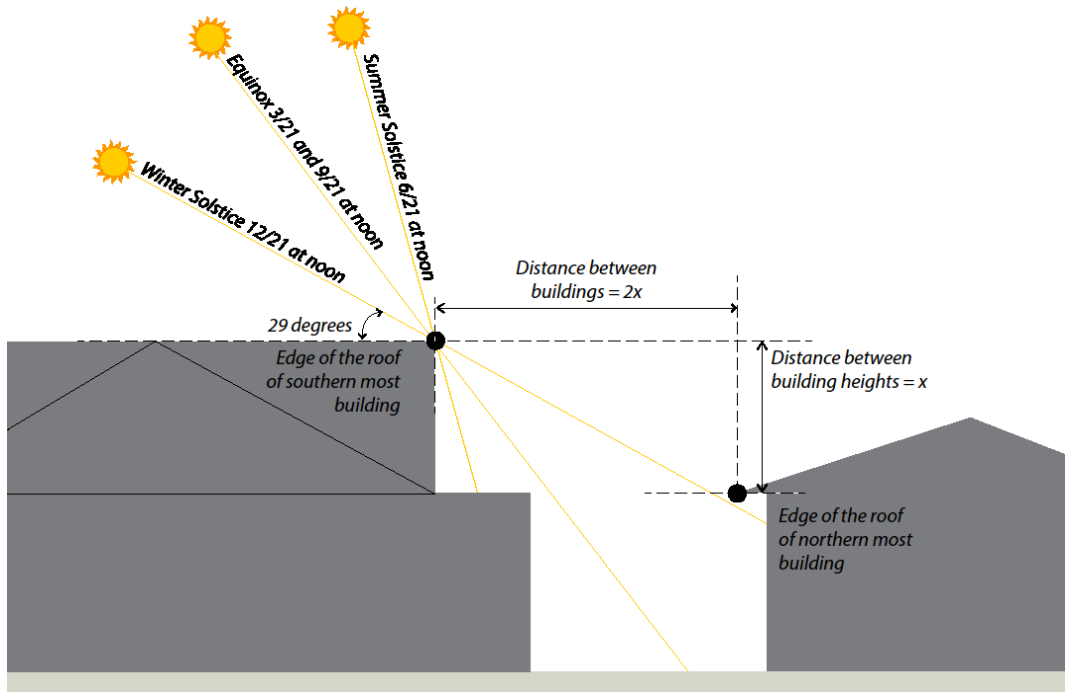 Equinox 3/21 and 9/21 at noon
Summer Solstice 6/21 at noon
Winter Solstice 12/21 at noon
Distance between
buildings = 2x
29 degrees
Edge of the roof
of southern most
building
Distance between
building heights = x
Edge of the roof
of northern most
building